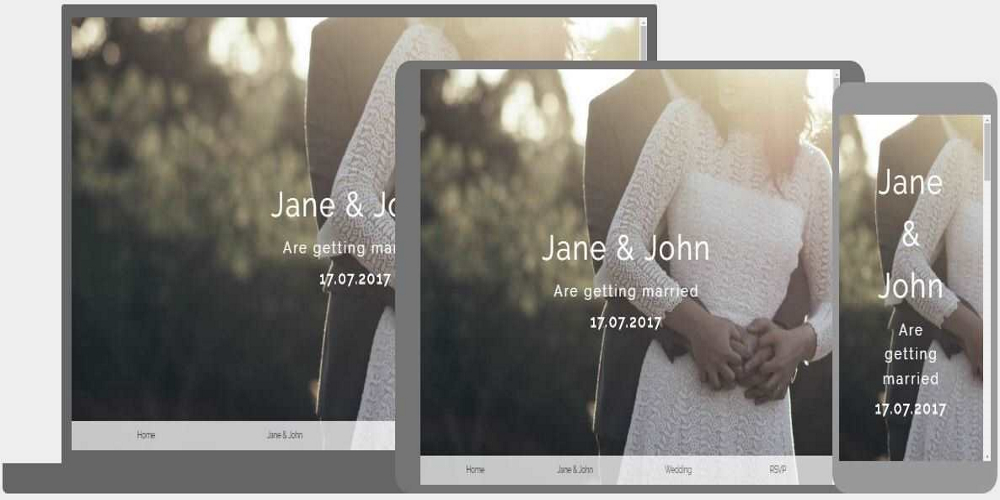 Jane & Jo
Are getting mar
17.07.2017
Home
Jane & John
Jane & John
Are getting married
17.07.2017
Home
Jane & John
Wedding
RSVP
Jane
&
John
Are
getting
married
17.07.2017